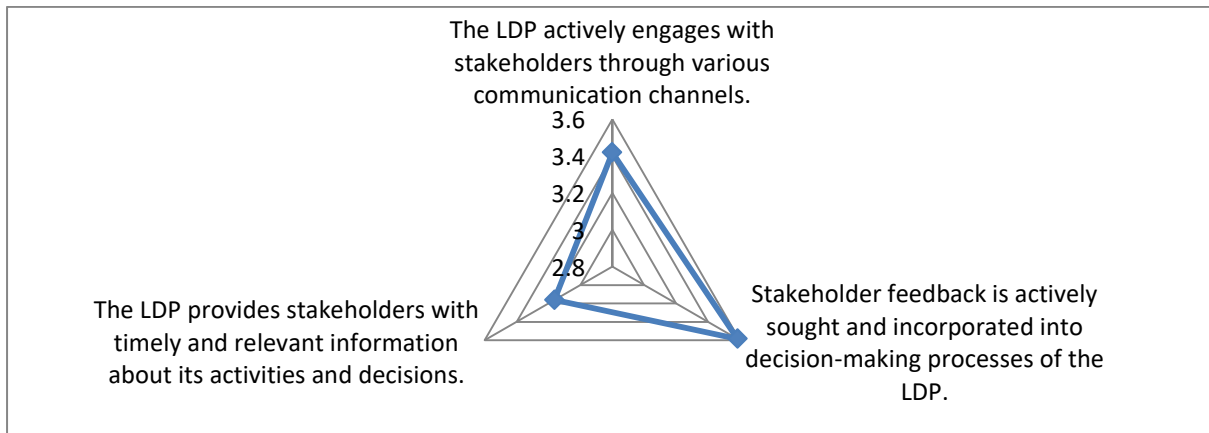 The LDP actively engages with
stakeholders through various
communication channels.
3.6
3.4
3.2
3
2.8
Stakeholder feedback is actively
sought and incorporated into
decision-making processes of the
LDP.
The LDP provides stakeholders with
timely and relevant information
about its activities and decisions.